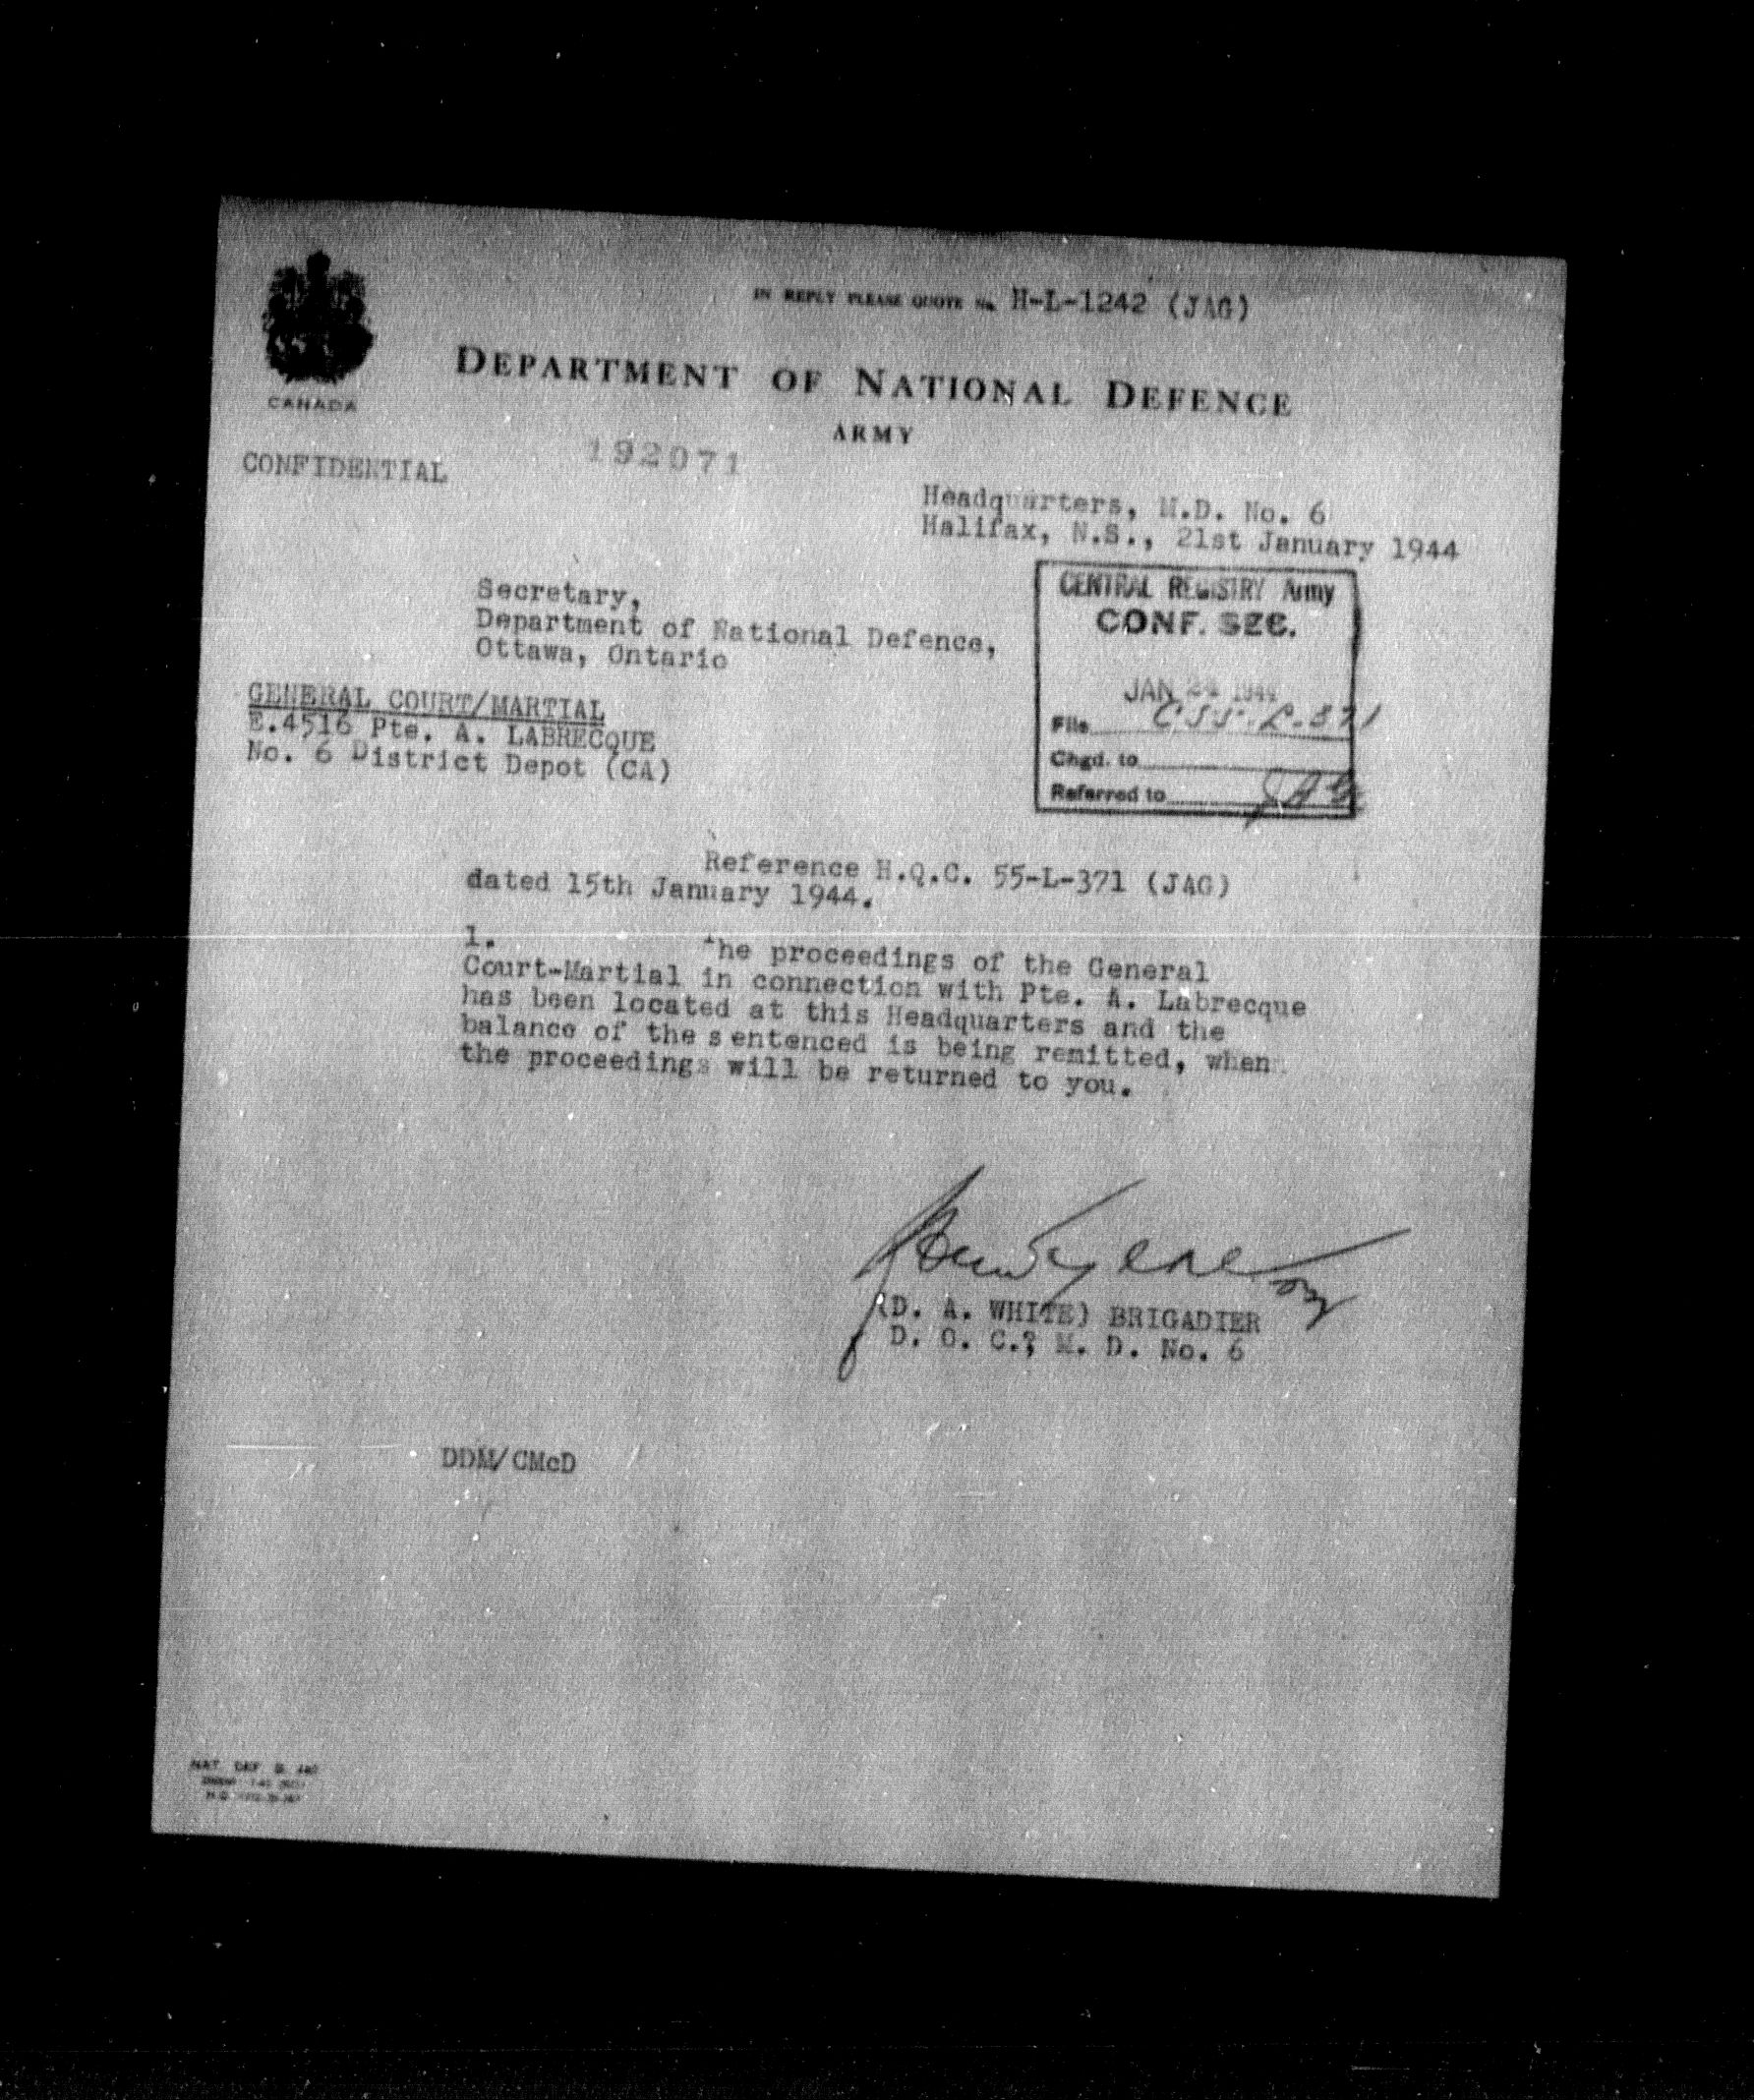 IN REPLY PLEASE QUOTE No. H-L-1242 (JAG)
DEPARTMENT OF NATIONAL DEFENCE
CANADA
ARMY
CONFIDENTIAL
192071
Headquarters, M.D. No. 6
Halifax, N.S., 21st January 1944
Secretary,
Department of National Defence,
Ottawa, Ontario
CENTRAL REGISTRY Army
CONF. SEC.
JAN 24 1944
File C 55-L-371
Chgd. to
Referred to JAG
GENERAL COURT/MARTIAL
E.4516 Pte. A. LABRECQUE
No. 6 District Depot (CA)
Reference H.Q.C. 55-L-371 (JAG)
dated 15th January 1944.
1. The proceedings of the General
Court-Martial in connection with Pte. A. Labrecque
has been located at this Headquarters and the
balance of the sentenced is being remitted, when
the proceedings will be returned to you.
(D. A. WHITE) BRIGADIER
D. O. C.; M. D. No. 6
DDM/CMcD
NAT. DEF. B.